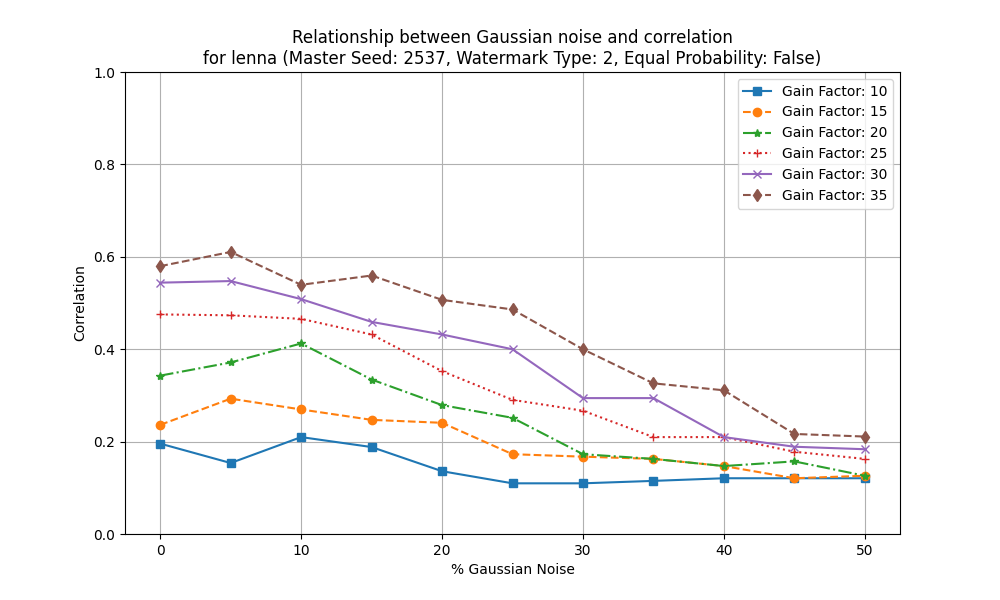 Relationship between Gaussian noise and correlation
for lenna (Master Seed: 2537, Watermark Type: 2, Equal Probability: False)
1.0
0.8
0.6
0.4
0.2
0.0
Correlation
Gain Factor: 10
Gain Factor: 15
Gain Factor: 20
Gain Factor: 25
Gain Factor: 30
Gain Factor: 35
0 10 20 30 40 50
% Gaussian Noise